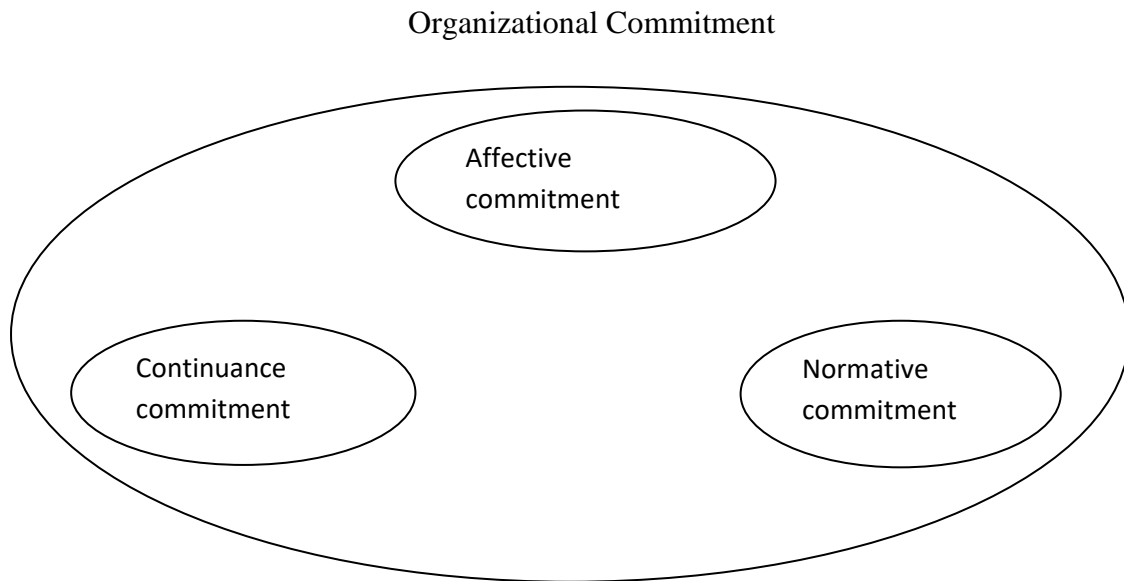 Organizational Commitment
Affective
commitment
Continuance
commitment
Normative
commitment